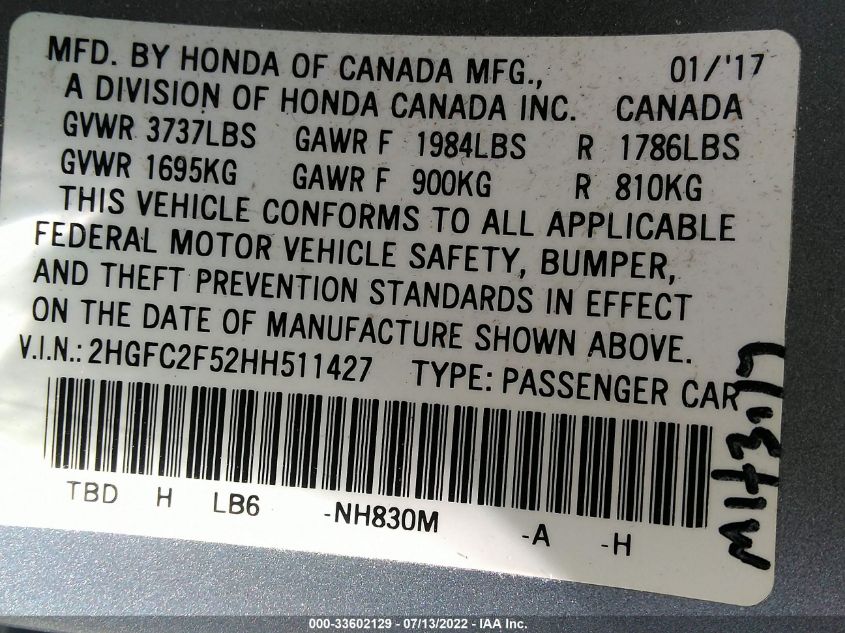 MFD. BY HONDA OF CANADA MFG., 01/'17
A DIVISION OF HONDA CANADA INC. CANADA
GVWR 3737LBS GAWR F 1984LBS R 1786LBS
GVWR 1695KG GAWR F 900KG R 810KG
THIS VEHICLE CONFORMS TO ALL APPLICABLE
FEDERAL MOTOR VEHICLE SAFETY, BUMPER,
AND THEFT PREVENTION STANDARDS IN EFFECT
ON THE DATE OF MANUFACTURE SHOWN ABOVE.
V.I.N.: 2HGFC2F52HH511427 TYPE: PASSENGER CAR
TBD H LB6 -NH830M -A -H
000-33602129 - 07/13/2022 - IAA Inc.